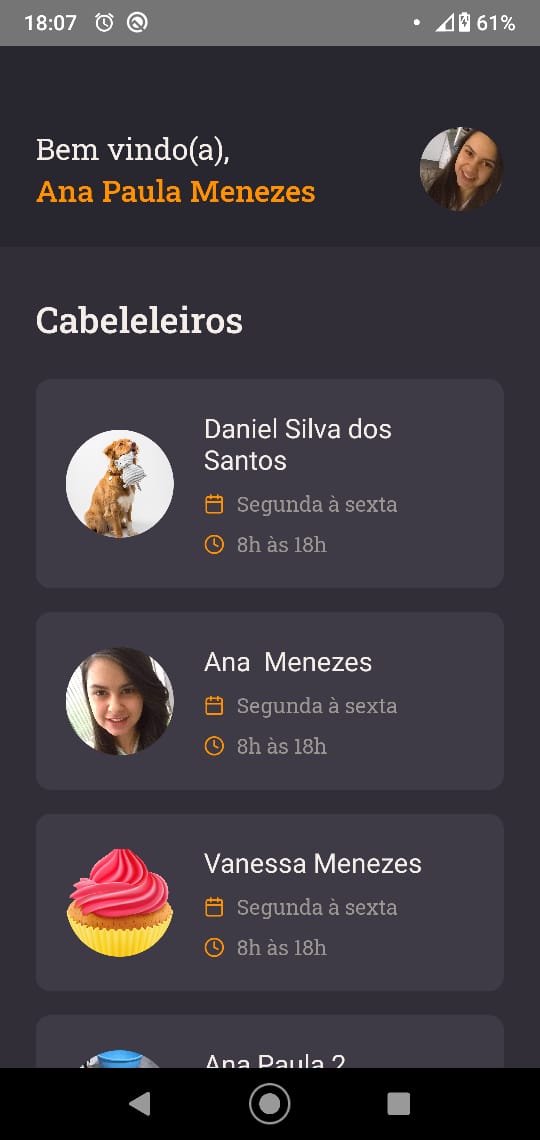 18:07 61%
Bem vindo(a),
Ana Paula Menezes
Cabeleleiros
Daniel Silva dos
Santos
Segunda à sexta
8h às 18h
Ana  Menezes
Segunda à sexta
8h às 18h
Vanessa Menezes
Segunda à sexta
8h às 18h
Ana Paula 2